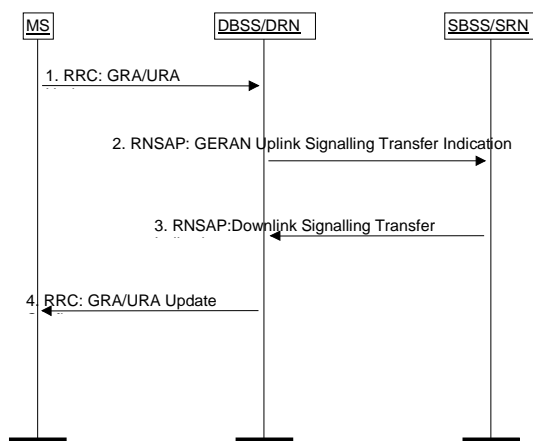 MS
DBSS/DRN
SBSS/SRN
1. RRC: GRA/URA
2. RNSAP: GERAN Uplink Signalling Transfer Indication
3. RNSAP:Downlink Signalling Transfer
4. RRC: GRA/URA Update